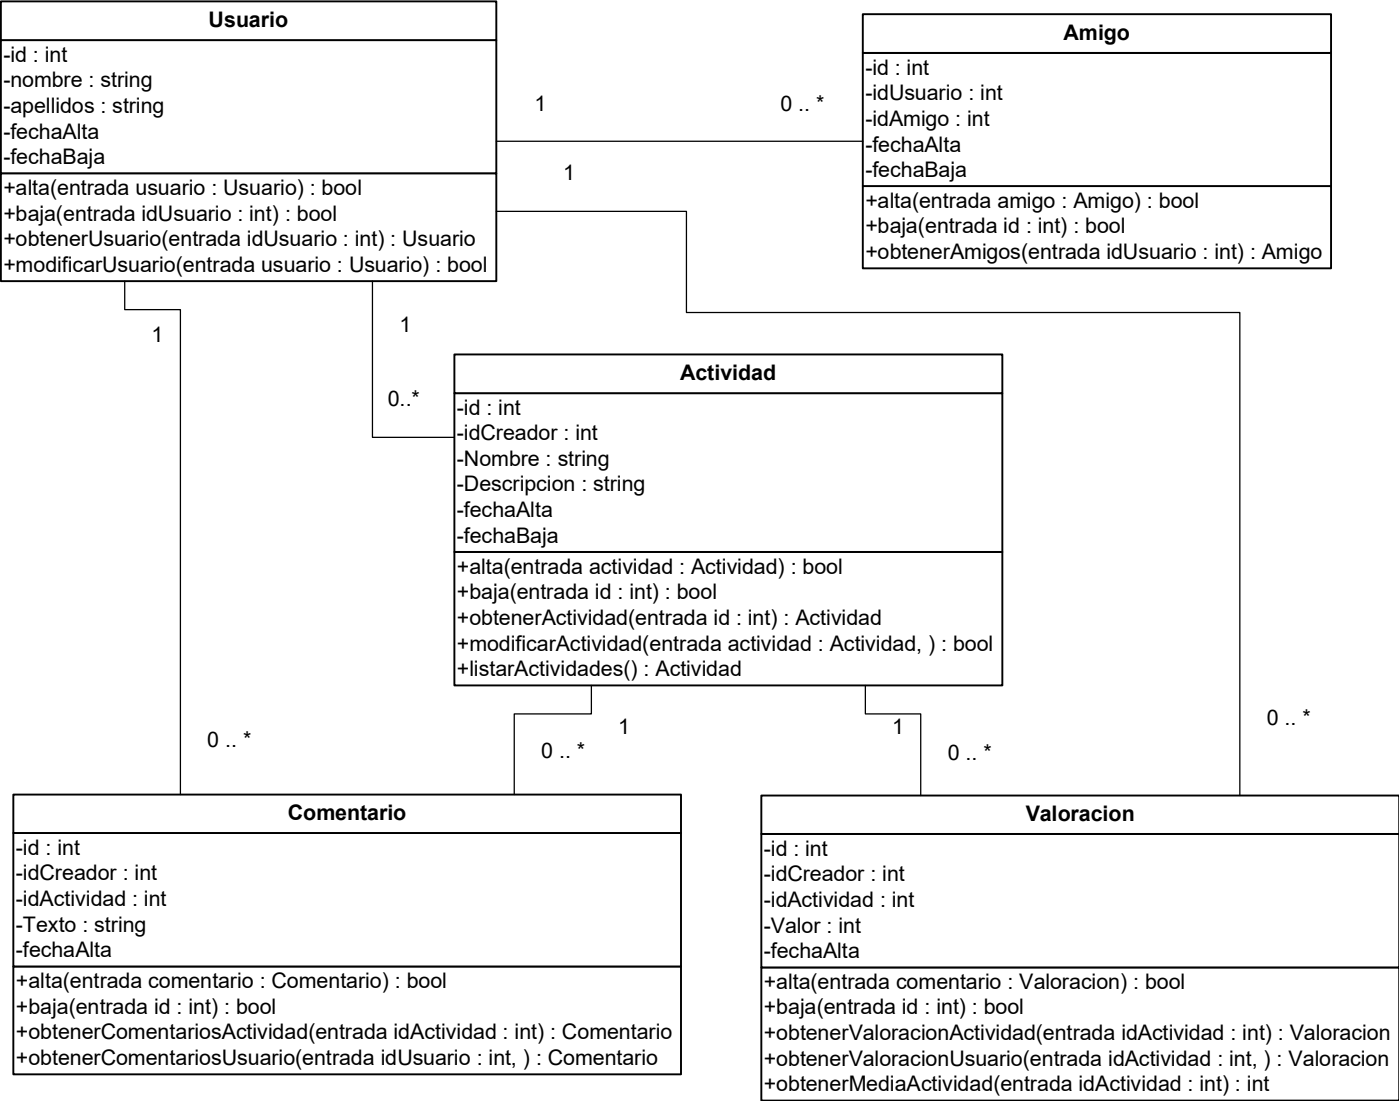 Usuario
-id : int
-nombre : string
-apellidos : string
-fechaAlta
-fechaBaja
+alta(entrada usuario : Usuario) : bool
+baja(entrada idUsuario : int) : bool
+obtenerUsuario(entrada idUsuario : int) : Usuario
+modificarUsuario(entrada usuario : Usuario) : bool
1
0 .. *
1
Amigo
-id : int
-idUsuario : int
-idAmigo : int
-fechaAlta
-fechaBaja
+alta(entrada amigo : Amigo) : bool
+baja(entrada id : int) : bool
+obtenerAmigos(entrada idUsuario : int) : Amigo
1
1
0..*
Actividad
-id : int
-idCreador : int
-Nombre : string
-Descripcion : string
-fechaAlta
-fechaBaja
+alta(entrada actividad : Actividad) : bool
+baja(entrada id : int) : bool
+obtenerActividad(entrada id : int) : Actividad
+modificarActividad(entrada actividad : Actividad, ) : bool
+listarActividades() : Actividad
0 .. *
1
0 .. *
1
0 .. *
0 .. *
Comentario
-id : int
-idCreador : int
-idActividad : int
-Texto : string
-fechaAlta
+alta(entrada comentario : Comentario) : bool
+baja(entrada id : int) : bool
+obtenerComentariosActividad(entrada idActividad : int) : Comentario
+obtenerComentariosUsuario(entrada idUsuario : int, ) : Comentario
Valoracion
-id : int
-idCreador : int
-idActividad : int
-Valor : int
-fechaAlta
+alta(entrada comentario : Valoracion) : bool
+baja(entrada id : int) : bool
+obtenerValoracionActividad(entrada idActividad : int) : Valoracion
+obtenerValoracionUsuario(entrada idActividad : int, ) : Valoracion
+obtenerMediaActividad(entrada idActividad : int) : int